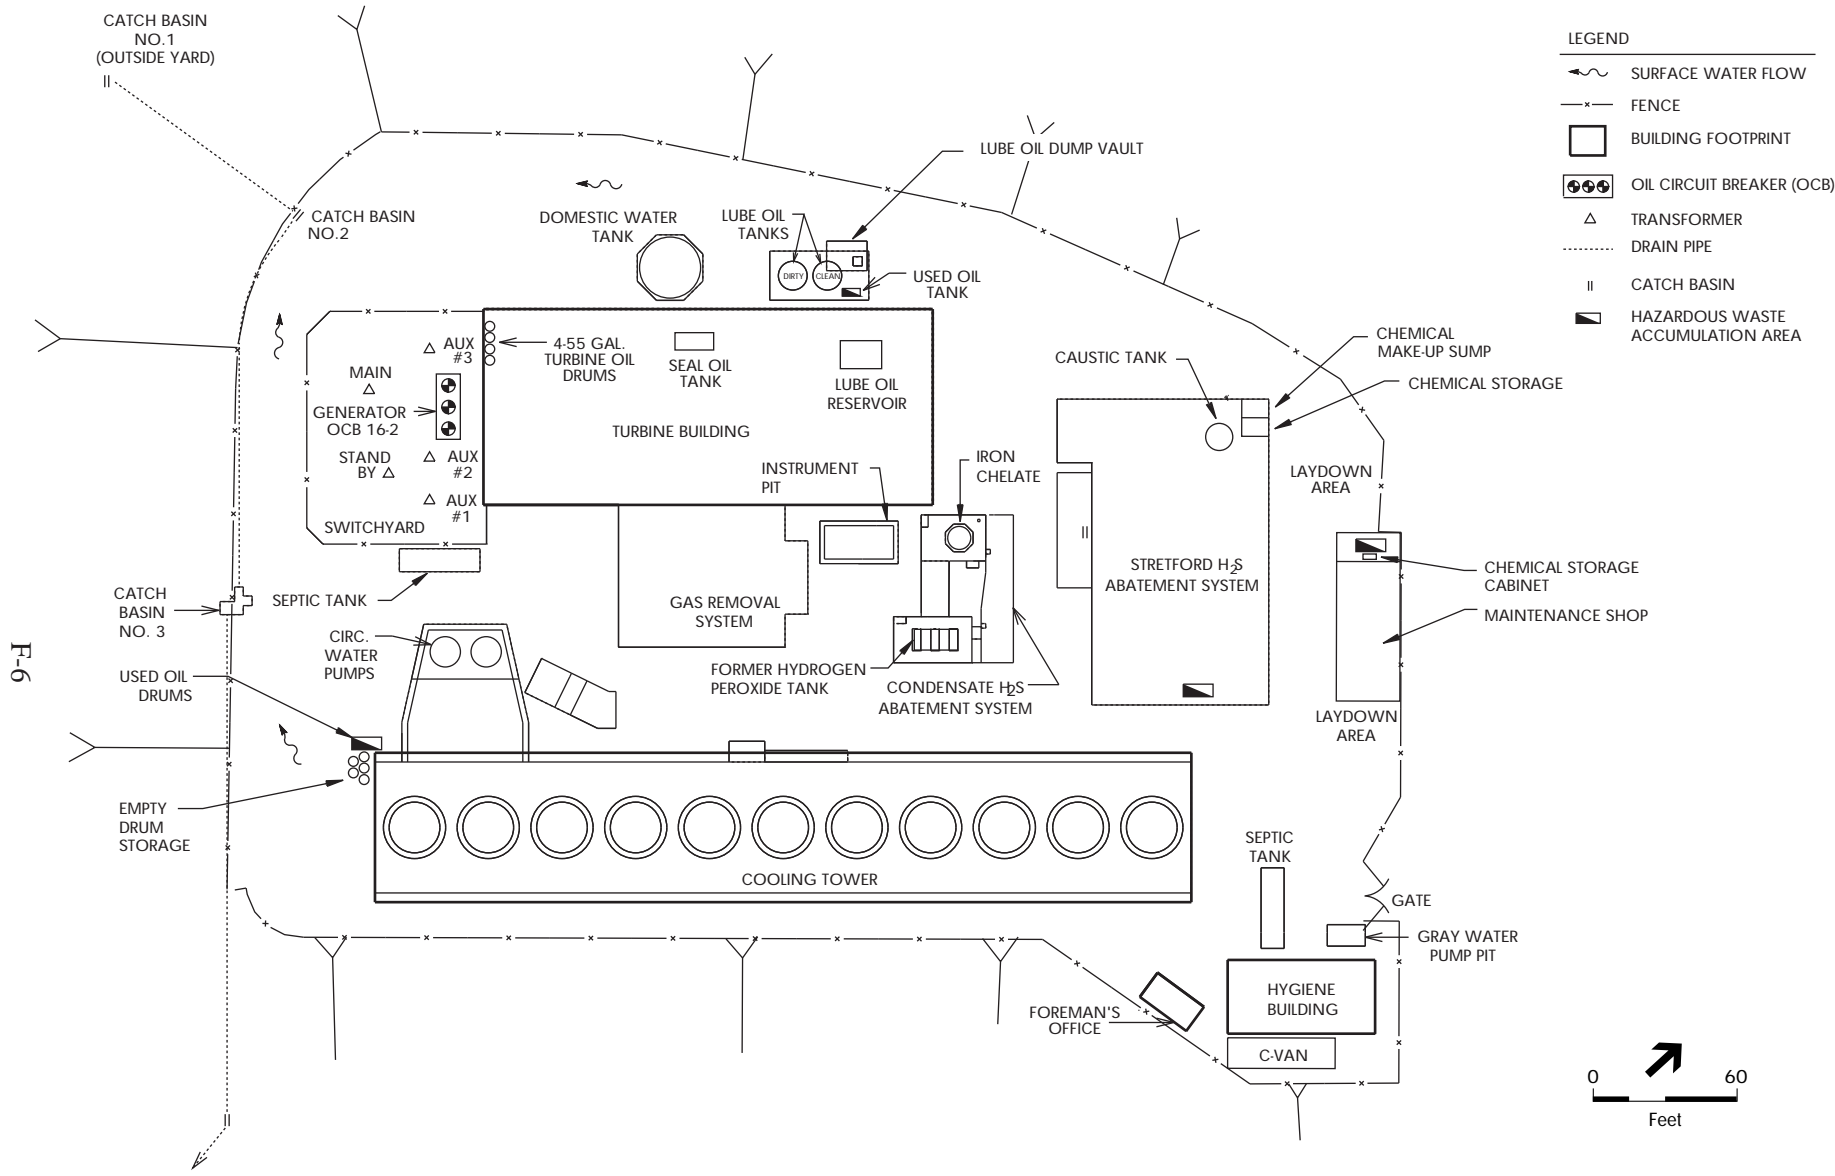 CATCH BASIN
NO.1
(OUTSIDE YARD)
LEGEND
SURFACE WATER FLOW
FENCE
BUILDING FOOTPRINT
OIL CIRCUIT BREAKER (OCB)
TRANSFORMER
DRAIN PIPE
CATCH BASIN
HAZARDOUS WASTE
ACCUMULATION AREA
LUBE OIL DUMP VAULT
CATCH BASIN
NO.2
DOMESTIC WATER
TANK
LUBE OIL
TANKS
DIRTY
CLEAN
USED OIL
TANK
AUX
#3
4-55 GAL.
TURBINE OIL
DRUMS
SEAL OIL
TANK
LUBE OIL
RESERVOIR
MAIN
GENERATOR
OCB 16-2
TURBINE BUILDING
STAND
BY
AUX
#2
AUX
#1
SWITCHYARD
CAUSTIC TANK
CHEMICAL
MAKE-UP SUMP
CHEMICAL STORAGE
INSTRUMENT
PIT
IRON
CHELATE
LAYDOWN
AREA
STRETFORD H2S
ABATEMENT SYSTEM
CHEMICAL STORAGE
CABINET
MAINTENANCE SHOP
CATCH
BASIN
NO. 3
SEPTIC TANK
GAS REMOVAL
SYSTEM
CIRC.
WATER
PUMPS
FORMER HYDROGEN
PEROXIDE TANK
CONDENSATE H2S
ABATEMENT SYSTEM
F-6
USED OIL
DRUMS
LAYDOWN
AREA
EMPTY
DRUM
STORAGE
COOLING TOWER
SEPTIC
TANK
GATE
GRAY WATER
PUMP PIT
HYGIENE
BUILDING
FOREMAN'S
OFFICE
C-VAN
0 60
Feet